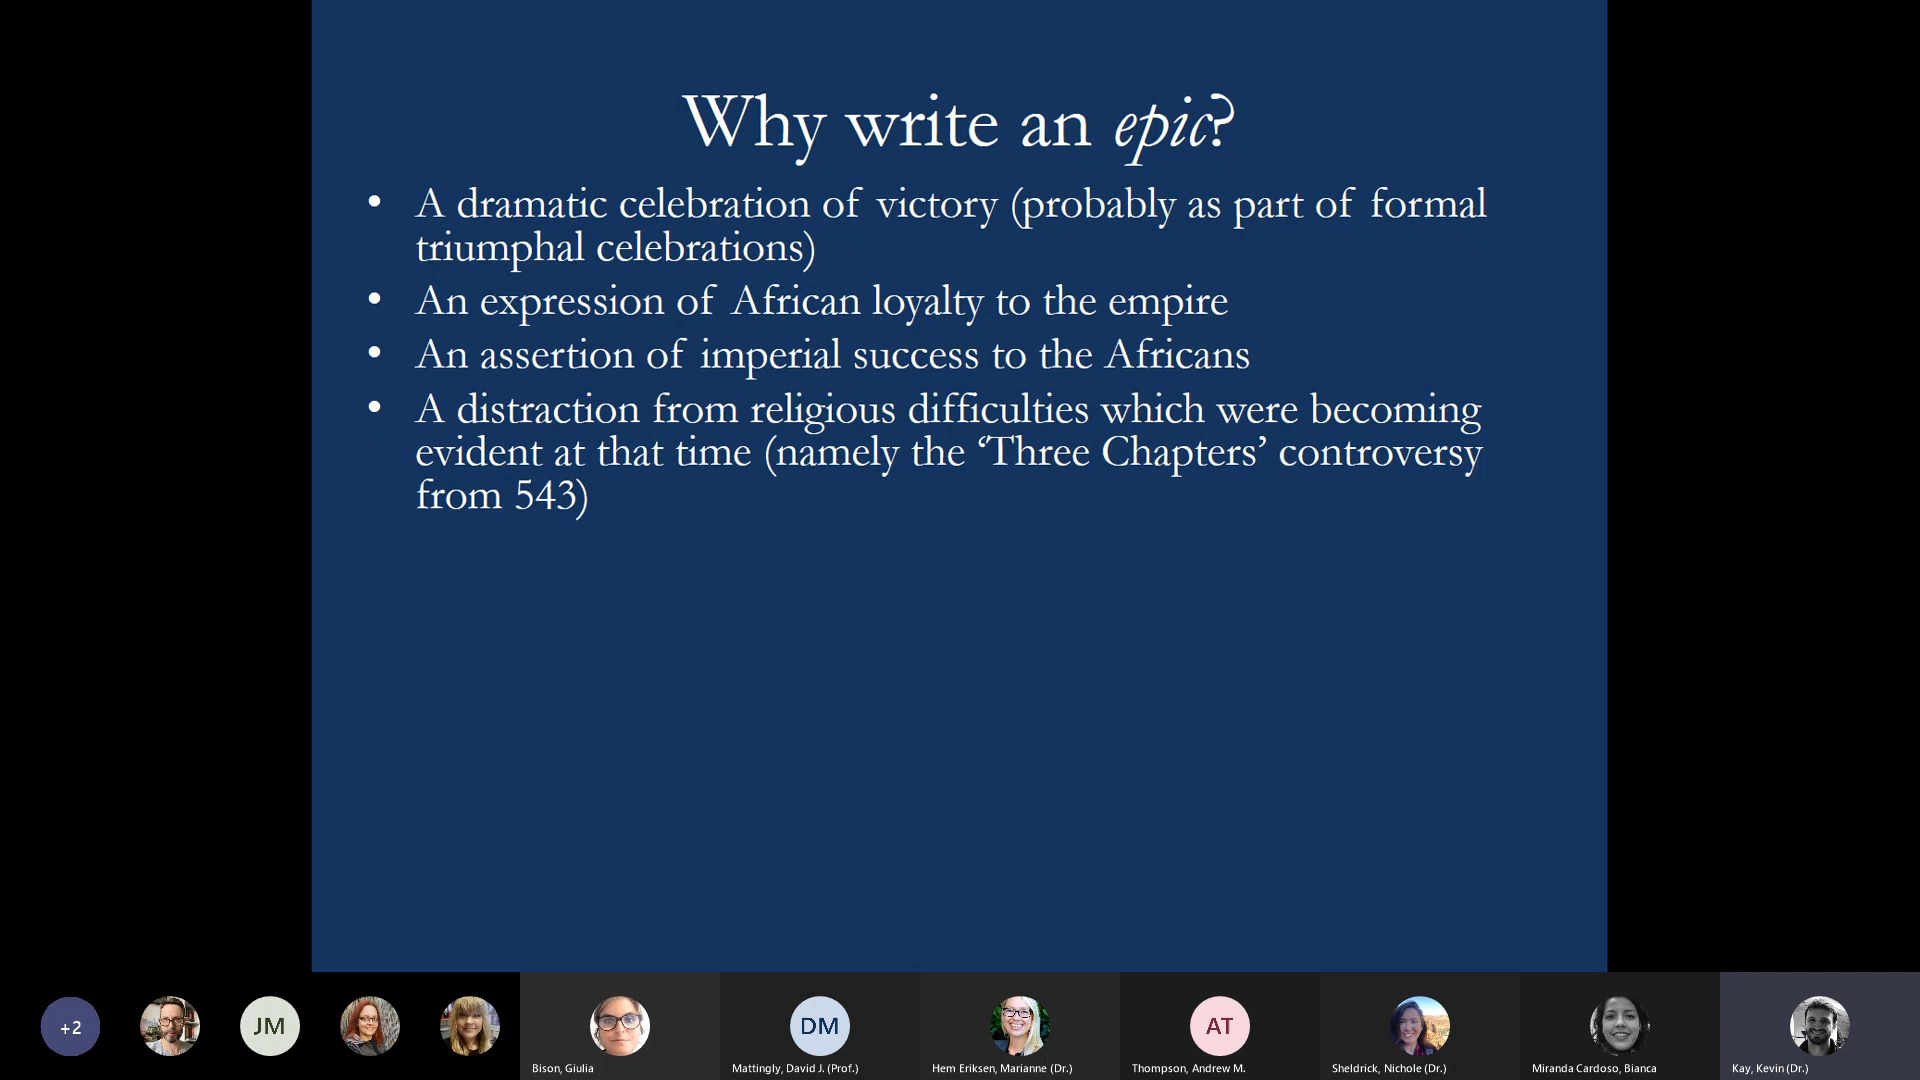 Why write an epic?
• A dramatic celebration of victory (probably as part of formal
triumphal celebrations)
• An expression of African loyalty to the empire
• An assertion of imperial success to the Africans
• A distraction from religious difficulties which were becoming
evident at that time (namely the ‘Three Chapters’ controversy
from 543)
+2
JM
DM
AT
Bison, Giulia
Mattingly, David J. (Prof.)
Hem Eriksen, Marianne (Dr.)
Thompson, Andrew M.
Sheldrick, Nichole (Dr.)
Miranda Cardoso, Bianca
Kay, Kevin (Dr.)